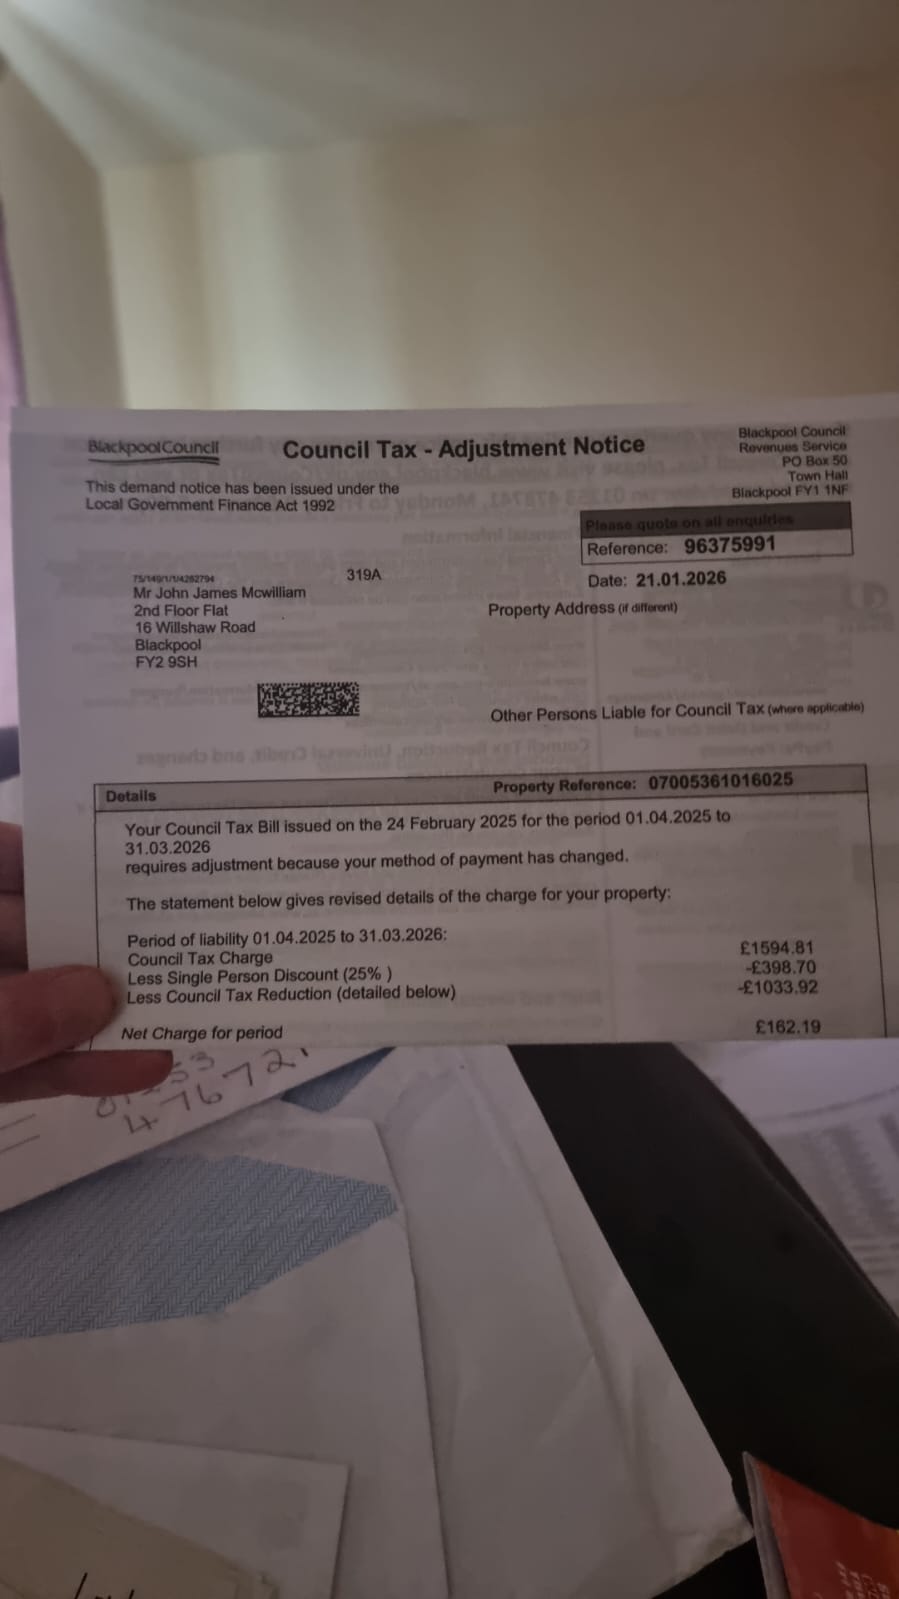 BlackpoolCouncil
Council Tax - Adjustment Notice
Blackpool Council
Revenues Service
PO Box 50
Town Hall
Blackpool FY1 1NF
This demand notice has been issued under the
Local Government Finance Act 1992
Please quote on all enquiries
Reference: 96375991
Date: 21.01.2026
75/149/1/1/4262794
319A
Mr John James Mcwilliam
2nd Floor Flat
16 Willshaw Road
Blackpool
FY2 9SH
Property Address (if different)
Other Persons Liable for Council Tax (where applicable)
Details
Property Reference: 07005361016025
Your Council Tax Bill issued on the 24 February 2025 for the period 01.04.2025 to
31.03.2026
requires adjustment because your method of payment has changed.
The statement below gives revised details of the charge for your property:
Period of liability 01.04.2025 to 31.03.2026:
Council Tax Charge £1594.81
Less Single Person Discount (25% ) -£398.70
Less Council Tax Reduction (detailed below) -£1033.92
Net Charge for period £162.19
476721